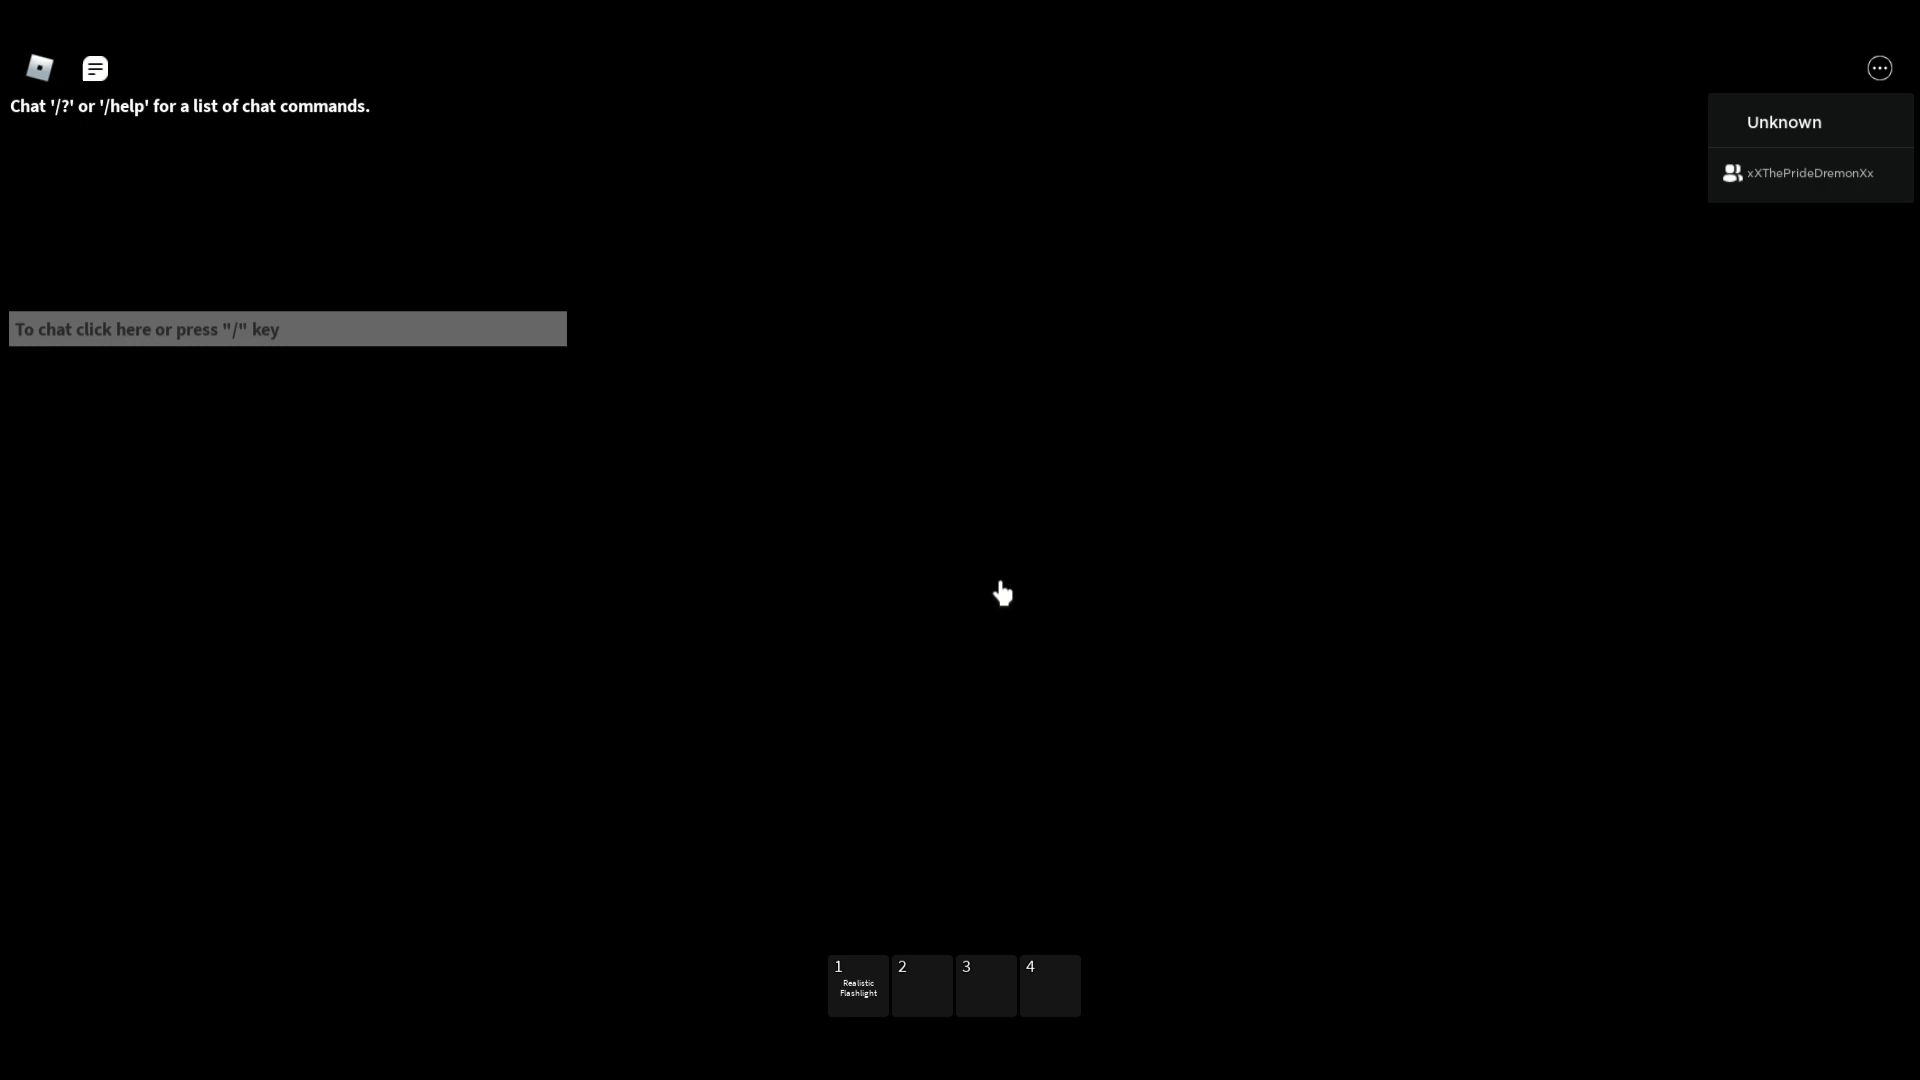 Chat '/?' or '/help' for a list of chat commands.
Unknown
xXThePrideDremonXx
To chat click here or press "/" key
1
Realistic
Flashlight
2
3
4